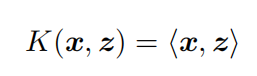 K(𝒙, 𝒛) = ⟨𝒙, 𝒛⟩